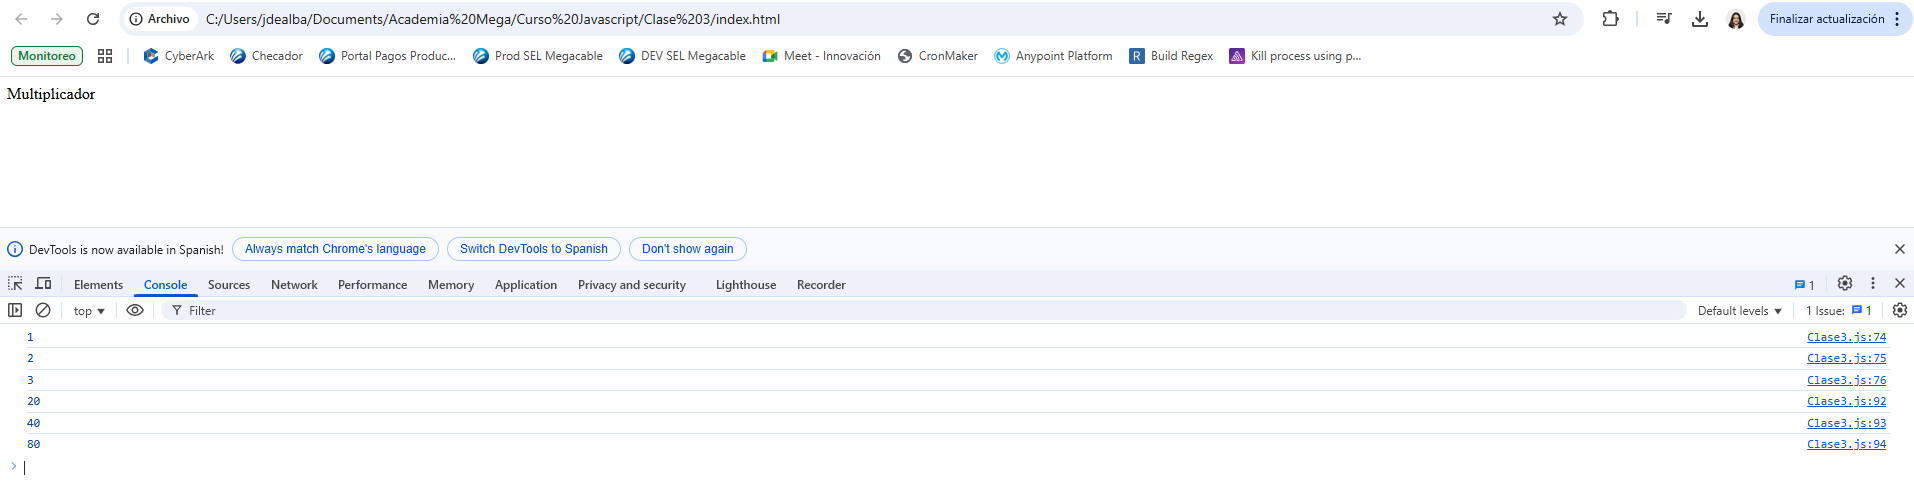 Archivo C:/Users/jdealba/Documents/Academia%20Mega/Curso%20Javascript/Clase%203/index.html Finalizar actualización
Monitoreo CyberArk Checador Portal Pagos Produc... Prod SEL Megacable DEV SEL Megacable Meet - Innovación CronMaker Anypoint Platform R Build Regex Kill process using p...
Multiplicador
DevTools is now available in Spanish! Always match Chrome's language Switch DevTools to Spanish Don't show again
Elements Console Sources Network Performance Memory Application Privacy and security Lighthouse Recorder 1
top Filter Default levels 1 Issue: 1
1 Clase3.js:74
2 Clase3.js:75
3 Clase3.js:76
20 Clase3.js:92
40 Clase3.js:93
80 Clase3.js:94